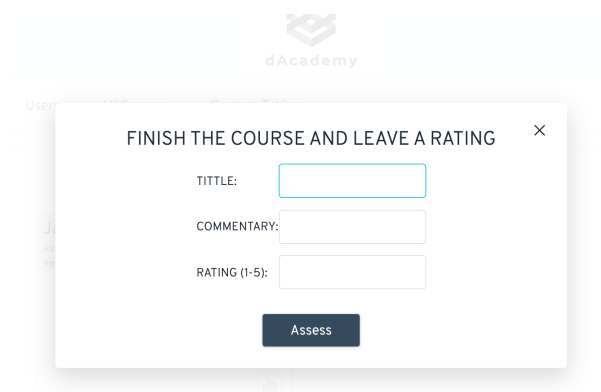 dAcademy
FINISH THE COURSE AND LEAVE A RATING
TITTLE:
COMMENTARY:
RATING (1-5):
Assess